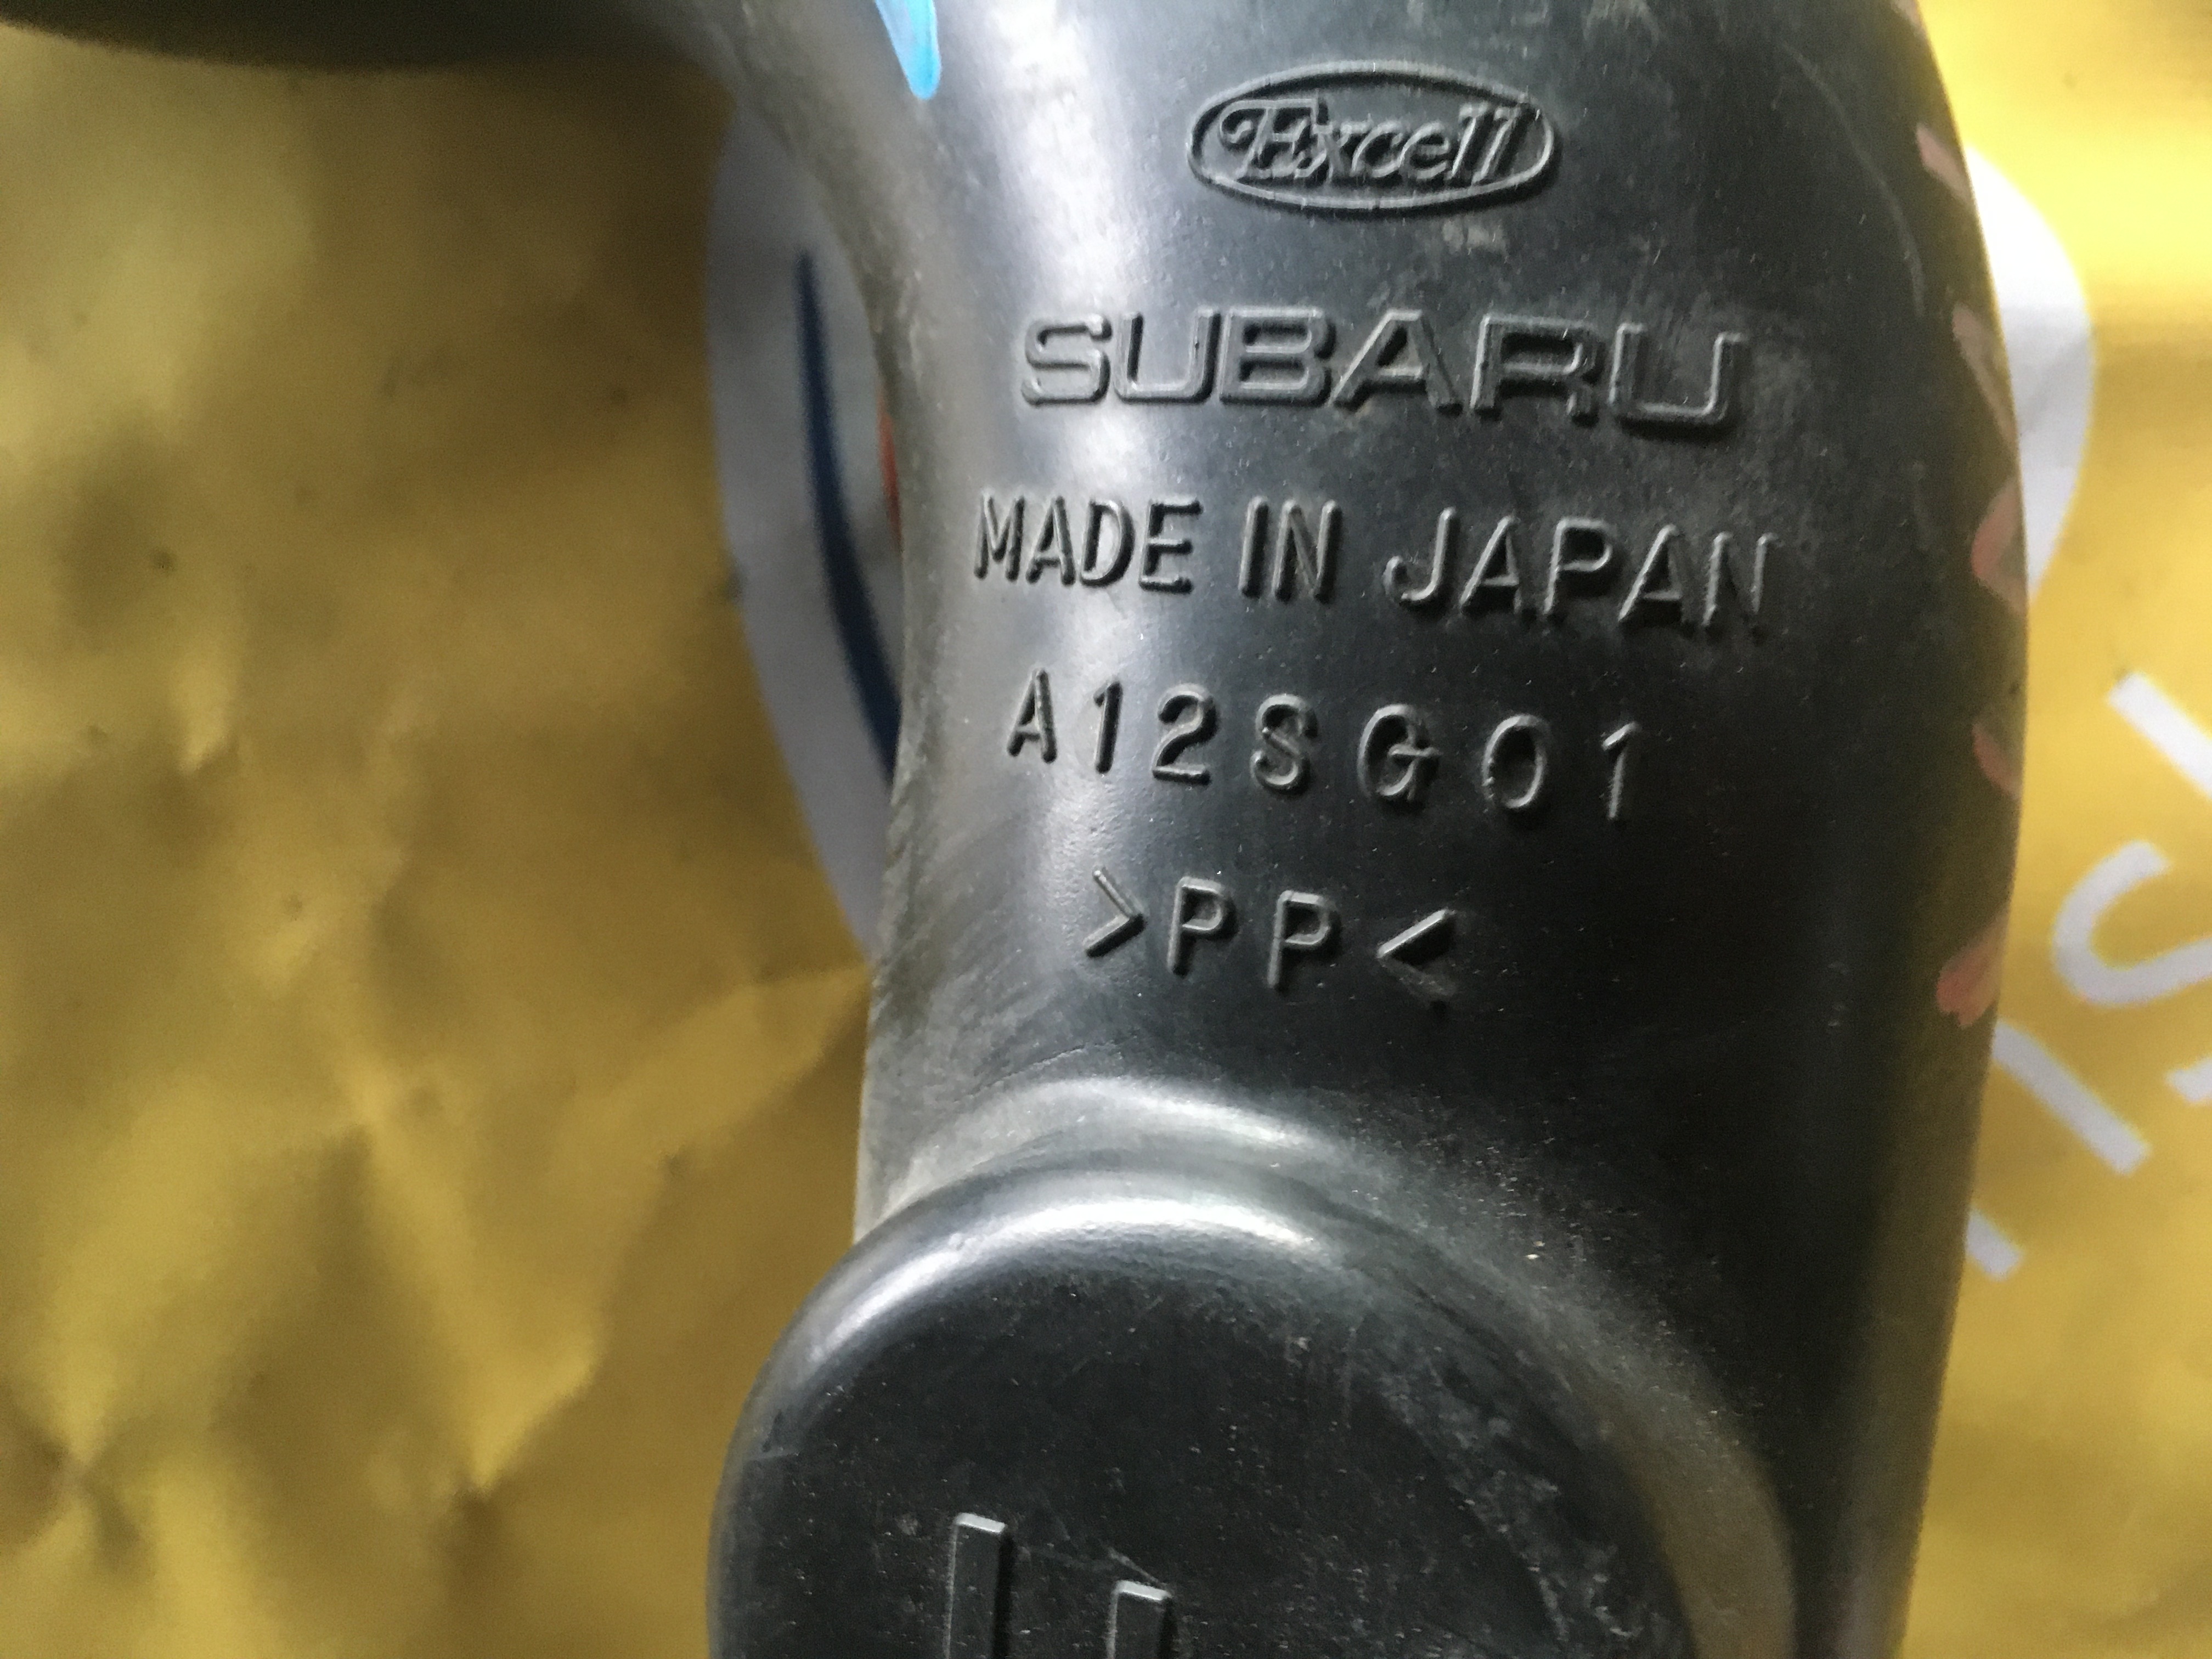 Excell
SUBARU
MADE IN JAPAN
A12SG01
>PP<